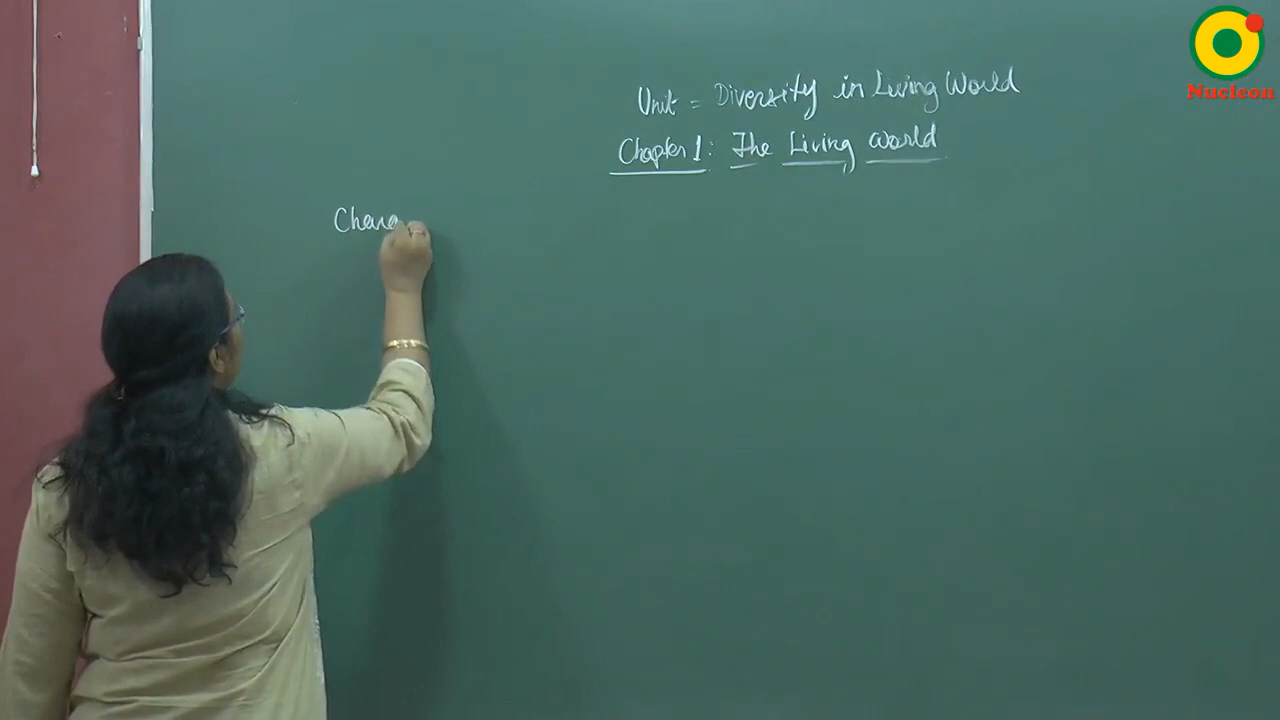 Nucleon
Unit = Diversity in Living World
Chapter 1: The Living World
Chara